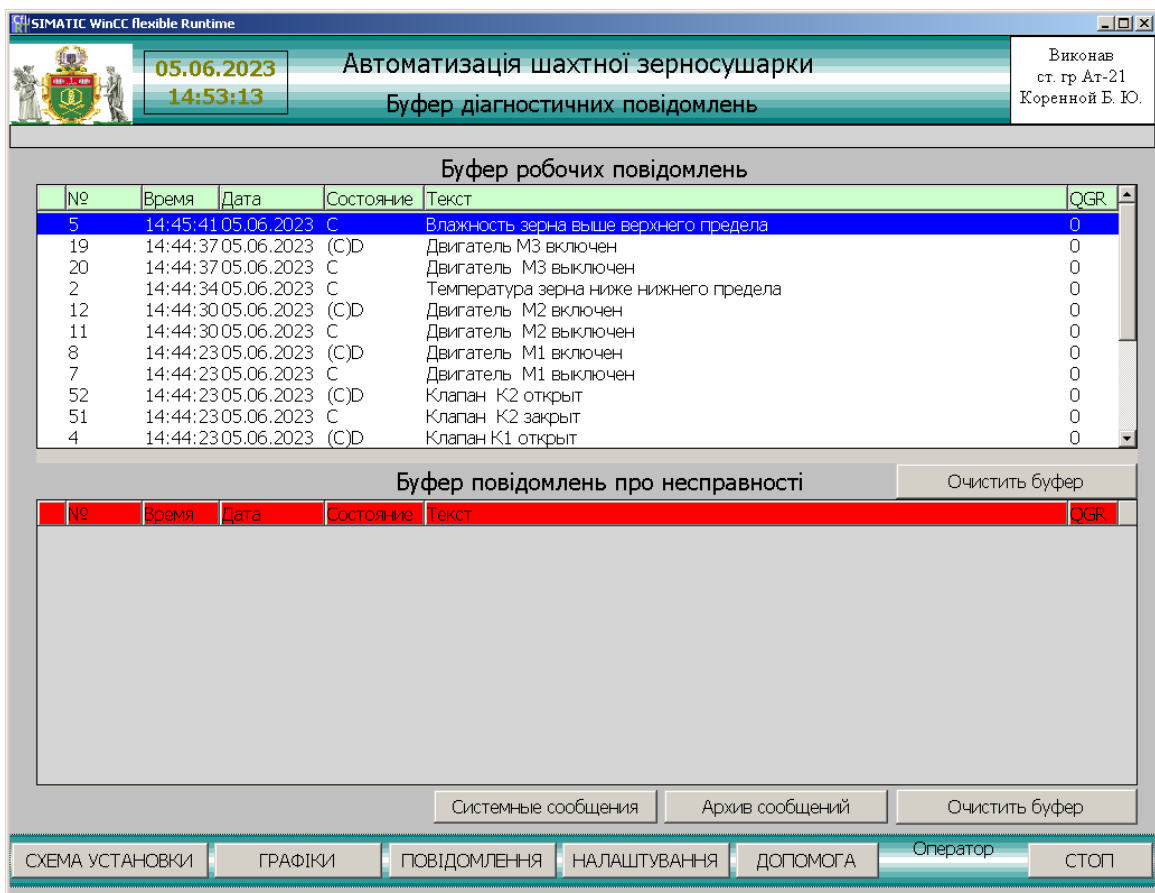 SIMATIC WinCC flexible Runtime
05.06.2023
14:53:13
Автоматизація шахтної зерносушарки
Буфер діагностичних повідомлень
Виконав
ст. гр Ат-21
Коренной Б. Ю.
Буфер робочих повідомлень
№ Время Дата Состояние Текст QGR
5 14:45:41 05.06.2023 C Влажность зерна выше верхнего предела 0
19 14:44:37 05.06.2023 (C)D Двигатель М3 включен 0
20 14:44:37 05.06.2023 C Двигатель М3 выключен 0
2 14:44:34 05.06.2023 C Температура зерна ниже нижнего предела 0
12 14:44:30 05.06.2023 (C)D Двигатель М2 включен 0
11 14:44:30 05.06.2023 C Двигатель М2 выключен 0
8 14:44:23 05.06.2023 (C)D Двигатель М1 включен 0
7 14:44:23 05.06.2023 C Двигатель М1 выключен 0
52 14:44:23 05.06.2023 (C)D Клапан К2 открыт 0
51 14:44:23 05.06.2023 C Клапан К2 закрыт 0
4 14:44:23 05.06.2023 (C)D Клапан К1 открыт 0
Буфер повідомлень про несправності
Очистить буфер
№ Время Дата Состояние Текст QGR
Системные сообщения Архив сообщений Очистить буфер
СХЕМА УСТАНОВКИ ГРАФІКИ ПОВІДОМЛЕННЯ НАЛАШТУВАННЯ ДОПОМОГА Оператор СТОП